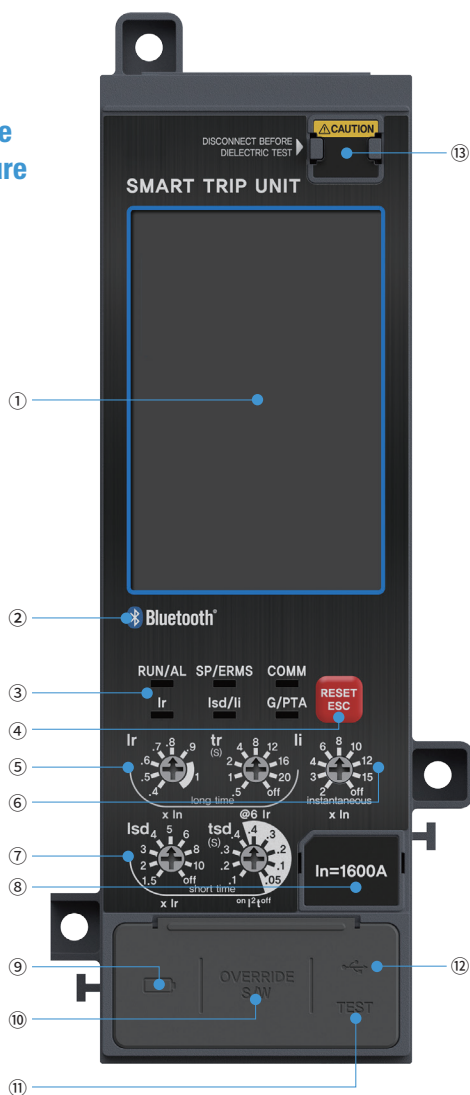 e
ure
⚠CAUTION
DISCONNECT BEFORE
DIELECTRIC TEST
⑬
SMART TRIP UNIT
①
②
Bluetooth®
RUN/AL SP/ERMS COMM
③
Ir Isd/Ii G/PTA
RESET
ESC
④
Ir
.4 .5 .6 .7 .8 .9 1
x In
tr
(S)
.5 1 2 4 8 12 16 20 off
@6 Ir
long time
⑤
Ii
2 3 4 6 8 10 12 15 off
instantaneous
x In
⑥
Isd
1.5 2 3 4 5 6 8 10 off
x Ir
tsd
(S)
.1 .2 .3 .4 .4 .3 .2 .1 .05
on I²t off
short time
⑦
In=1600A
⑧
⑨
OVERRIDE
S/W
⑩
TEST
⑪
⑫